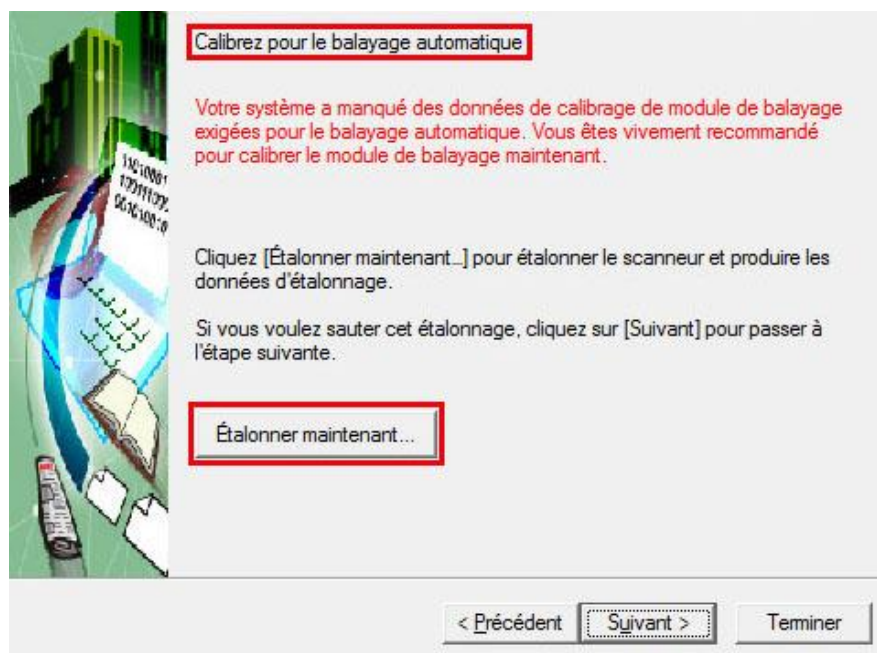 Calibrez pour le balayage automatique
Votre système a manqué des données de calibrage de module de balayage
exigées pour le balayage automatique. Vous êtes vivement recommandé
pour calibrer le module de balayage maintenant.
Cliquez [Étalonner maintenant...] pour étalonner le scanneur et produire les
données d'étalonnage.
Si vous voulez sauter cet étalonnage, cliquez sur [Suivant] pour passer à
l'étape suivante.
Étalonner maintenant...
< Précédent
Suivant >
Terminer